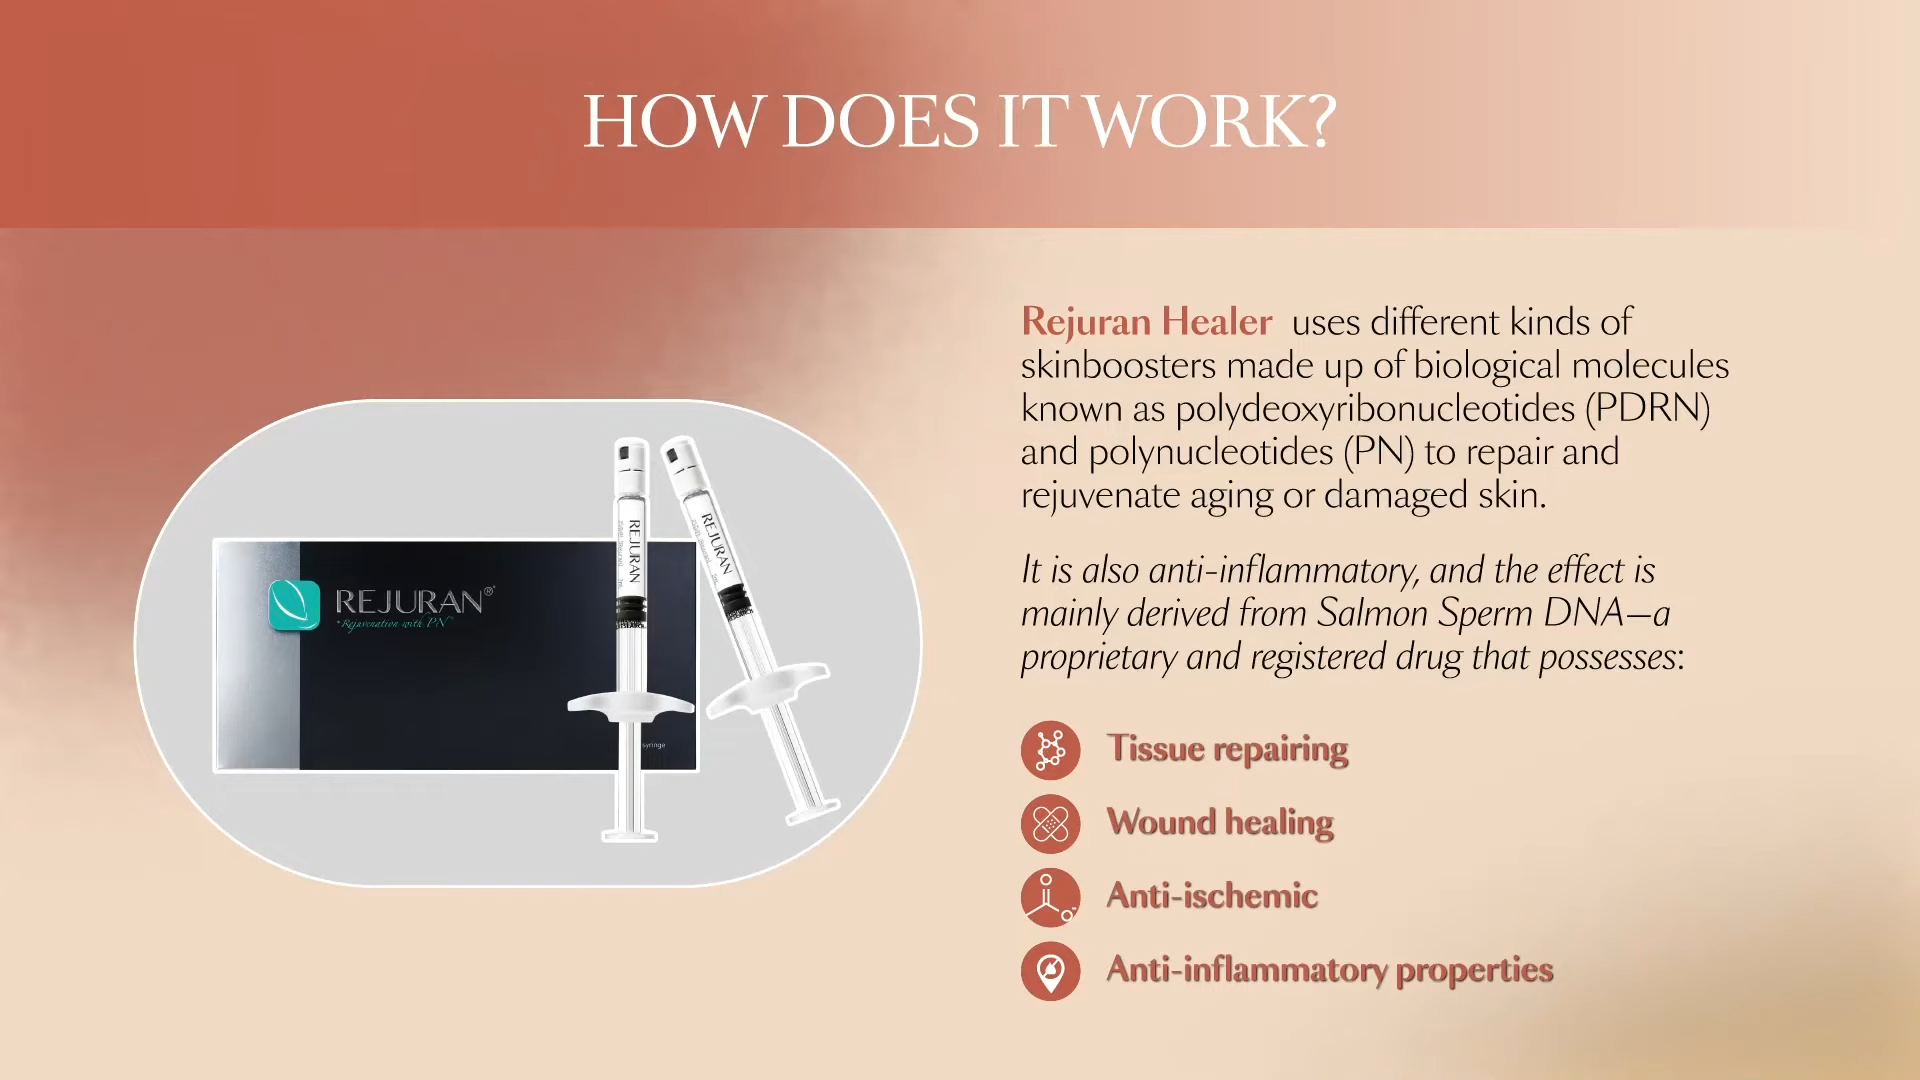 HOW DOES IT WORK?
Rejuran Healer uses different kinds of
skinboosters made up of biological molecules
known as polydeoxyribonucleotides (PDRN)
and polynucleotides (PN) to repair and
rejuvenate aging or damaged skin.
It is also anti-inflammatory, and the effect is
mainly derived from Salmon Sperm DNA—a
proprietary and registered drug that possesses:
Tissue repairing
Wound healing
Anti-ischemic
Anti-inflammatory properties
REJURAN®
*Rejuvenation with PN
REJURAN
REJURAN
syringe